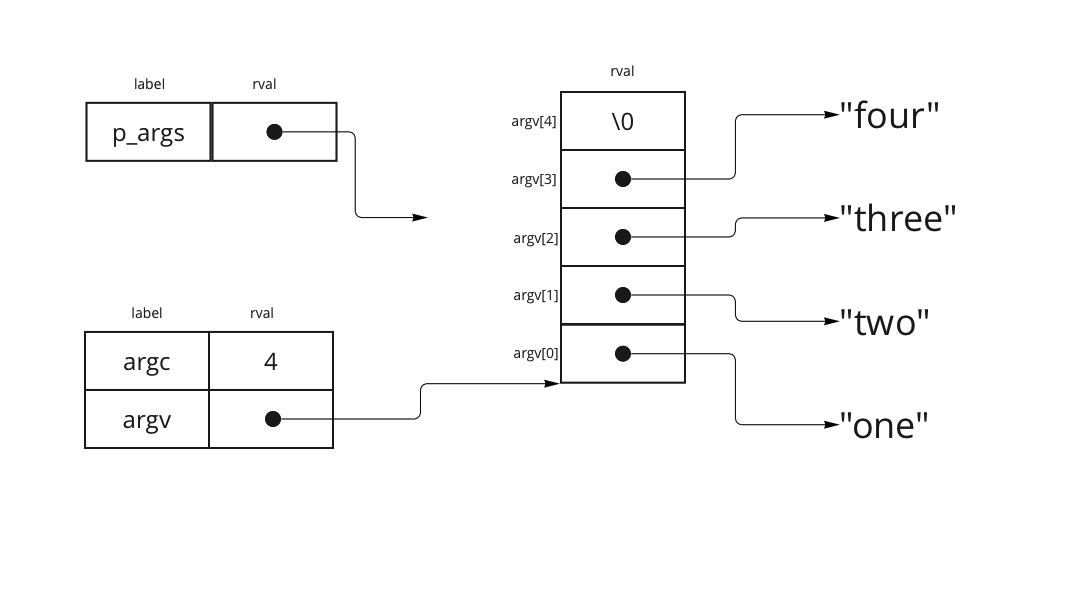 label rval
p_args
label rval
argc 4
argv
rval
argv[4] \0
argv[3]
argv[2]
argv[1]
argv[0]
"four"
"three"
"two"
"one"